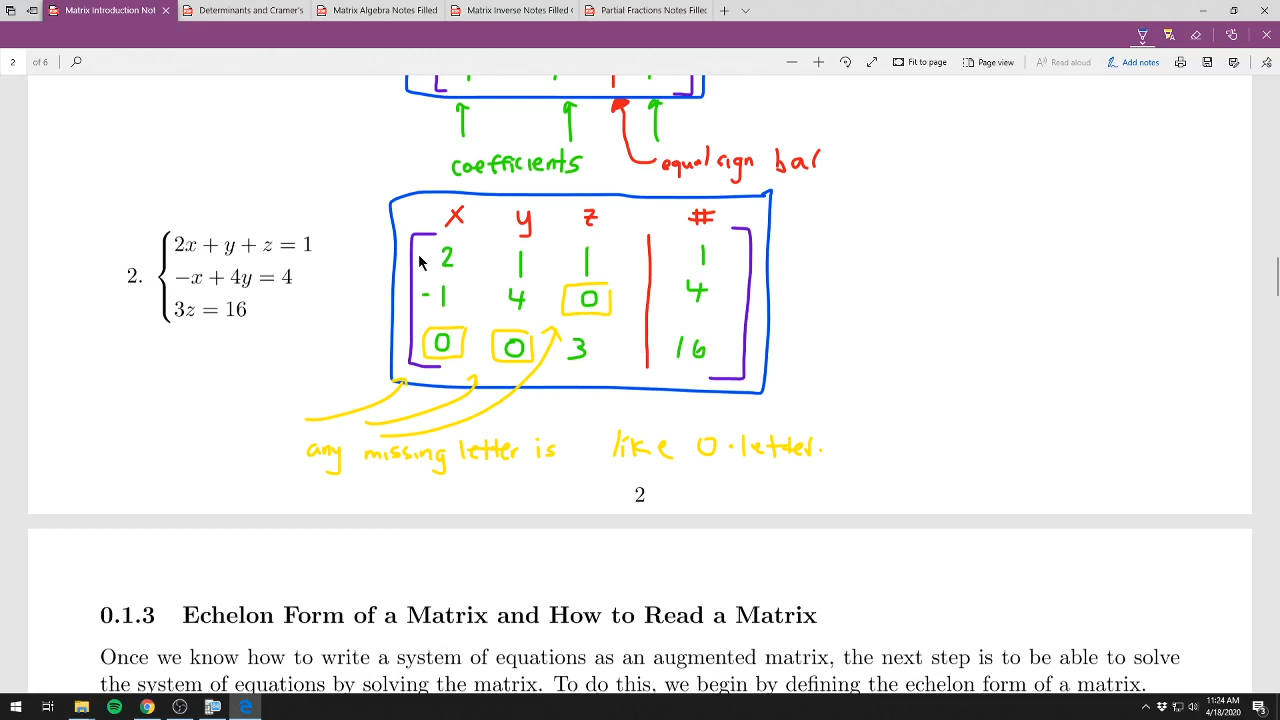 Matrix Introduction Not
Determinants and Cramer's
Matrix Algebra Notes Filled
Matrix Inverse Notes Filled
Partial Fractions Notes Filled
2 of 6
Fit to page
Page view
Read aloud
Add notes
coefficients
equal sign bar
x y z #
2 1 1 1
-1 4 0 4
0 0 3 16
2. 2x + y + z = 1
−x + 4y = 4
3z = 16
any missing letter is like 0·letter.
2
0.1.3 Echelon Form of a Matrix and How to Read a Matrix
Once we know how to write a system of equations as an augmented matrix, the next step is to be able to solve
the system of equations by solving the matrix. To do this, we begin by defining the echelon form of a matrix.
11:24 AM
4/18/2020